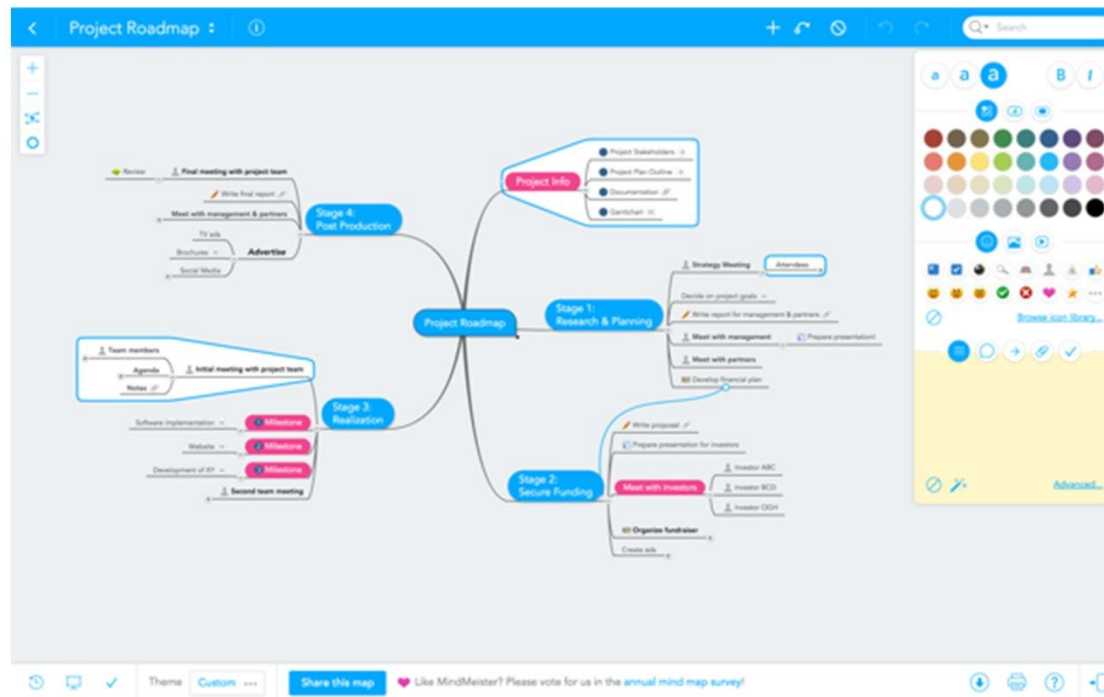 Project Roadmap
Search
a a a B I
Project Stakeholders
Project Plan Outline
Project Info
Documentation
Ganttchart
Review
Final meeting with project team
Write final report
Meet with management & partners
TV ads
Brochures
Advertise
Social Media
Stage 4:
Post Production
Strategy Meeting
Attendees
Decide on project goals
Write report for management & partners
Stage 1:
Research & Planning
Meet with management
Prepare presentation!
Meet with partners
Develop financial plan
Project Roadmap
Browse icon library...
Team members
Agenda
Initial meeting with project team
Notes
Stage 3:
Realization
Software implementation
1 Milestone
Website
2 Milestone
Development of XY
3 Milestone
Second team meeting
Write proposal
Prepare presentation for investors
Stage 2:
Secure Funding
Meet with investors
Investor ABC
Investor BCD
Investor OGH
Organize fundraiser
Create ads
Advanced...
Theme
Custom
Share this map
Like MindMeister? Please vote for us in the annual mind map survey!